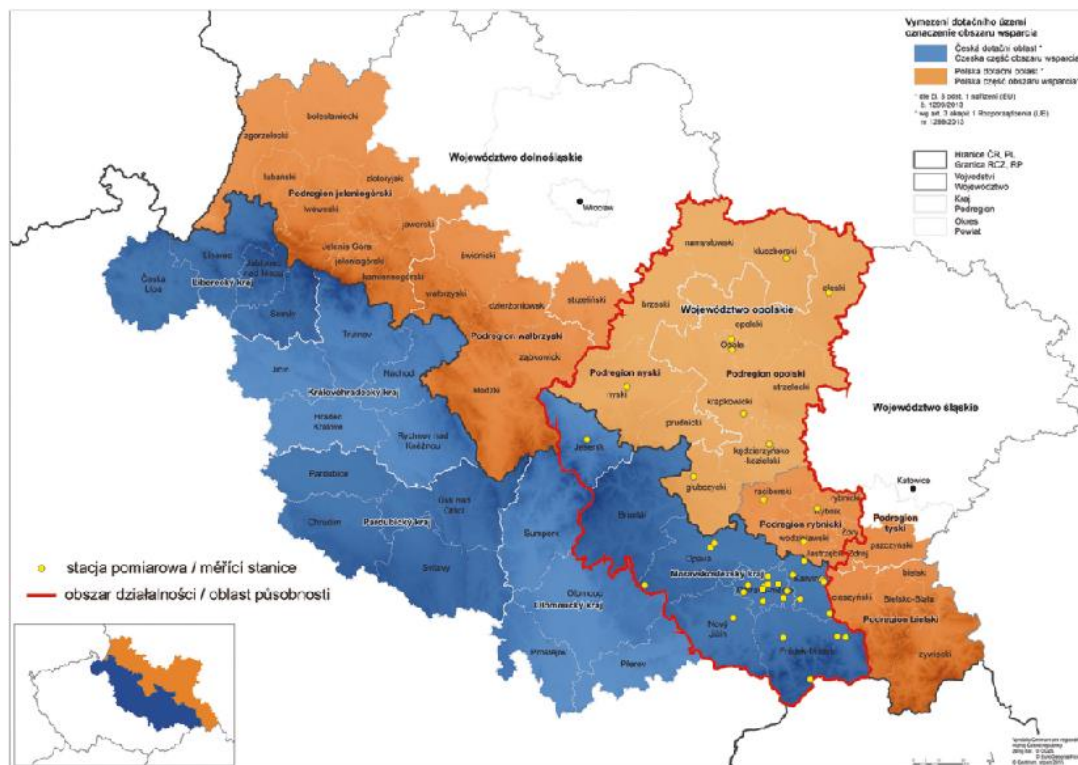 Vymezení dotačního území
označenie obszaru wsparcia
Česká dotační oblast *
Czeska część obszaru wsparcia*
Polská dotační oblast *
Polska część obszaru wsparcia*
Hranice ČR, PL
Granica RCZ, RP
Vojvodství
Województwo
Kraj
Podregion
Okres
Powiat
bolesławiecki
zgorzelecki
Województwo dolnośląskie
lubański
złotoryjski
Podregion jeleniogórski
lwówecki
Wrocław
jaworski
namysłowski
kluczborski
Jelenia Góra
jeleniogórski
świdnicki
Liberec
Jablonec nad Nisou
kamiennogórski
Česká Lípa
Liberecký kraj
wałbrzyski
dzierżoniowski
strzeliński
brzeski
oleski
Województwo opolskie
Semily
opolski
Trutnov
Podregion wałbrzyski
Opole
ząbkowicki
Podregion nyski
Podregion opolski
Jičín
Náchod
kłodzki
nyski
strzelecki
Královéhradecký kraj
krapkowicki
Województwo śląskie
Hradec Králové
Rychnov nad Kněžnou
prudnicki
Jeseník
kędzierzyńsko
-kozielski
Pardubice
głubczycki
Katowice
raciborski
rybnicki
Ústí nad Orlicí
Bruntál
Rybnik
Podregion tyski
Chrudim
Pardubický kraj
Podregion rybnicki
Żory
Šumperk
wodzisławski
pszczyński
Opava
Jastrzębie-Zdrój
bielski
stacja pomiarowa / měřící stanice
Svitavy
Moravskoslezský kraj
Karviná
Olomouc
cieszyński
Bielsko-Biała
obszar działalności / oblast působnosti
Olomoucký kraj
Nový Jičín
Podregion bielski
Prostějov
Frýdek-Místek
żywiecki
Přerov